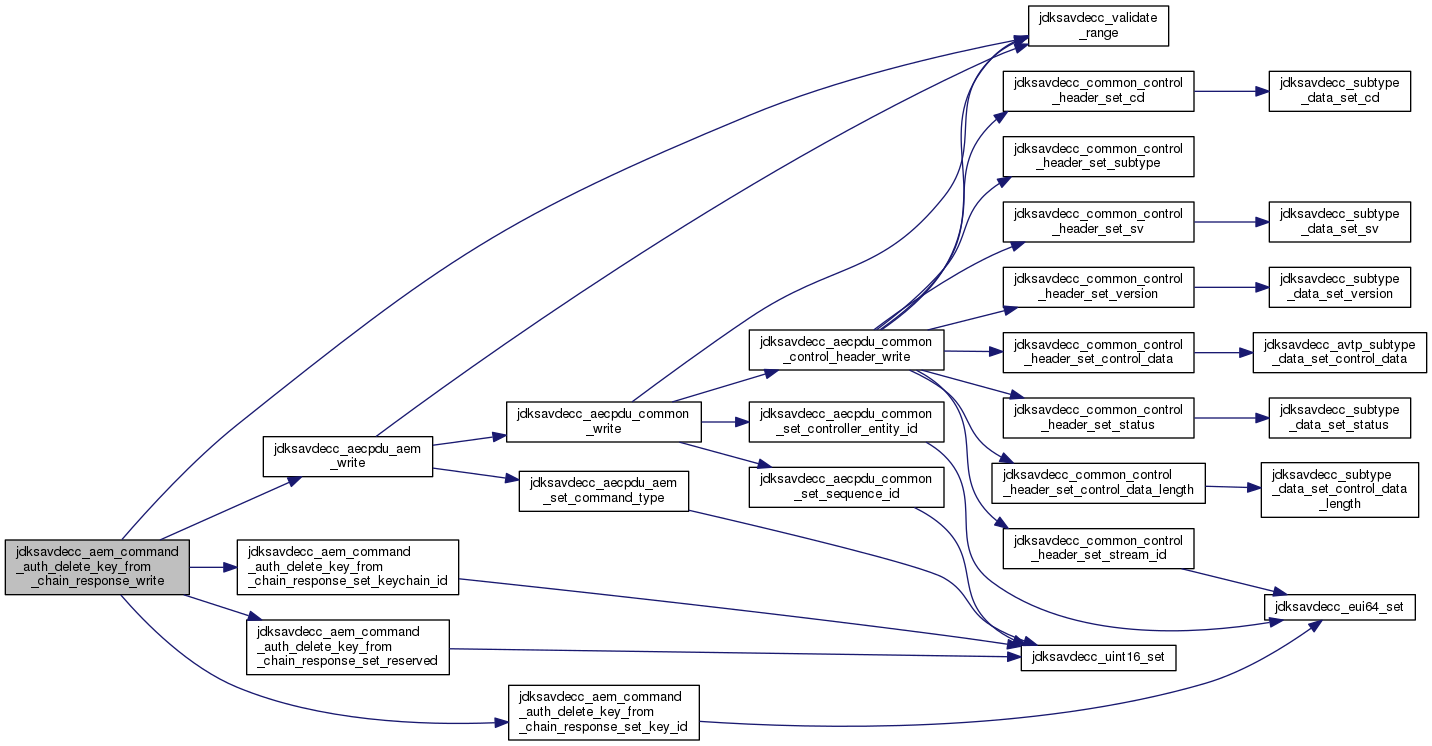 jdksavdecc_validate
_range
jdksavdecc_common_control
_header_set_cd
jdksavdecc_subtype
_data_set_cd
jdksavdecc_common_control
_header_set_subtype
jdksavdecc_common_control
_header_set_sv
jdksavdecc_subtype
_data_set_sv
jdksavdecc_common_control
_header_set_version
jdksavdecc_subtype
_data_set_version
jdksavdecc_aecpdu_common
_control_header_write
jdksavdecc_common_control
_header_set_control_data
jdksavdecc_avtp_subtype
_data_set_control_data
jdksavdecc_aecpdu_common
_write
jdksavdecc_aecpdu_common
_set_controller_entity_id
jdksavdecc_common_control
_header_set_status
jdksavdecc_subtype
_data_set_status
jdksavdecc_aecpdu_aem
_write
jdksavdecc_aecpdu_aem
_set_command_type
jdksavdecc_aecpdu_common
_set_sequence_id
jdksavdecc_common_control
_header_set_control_data_length
jdksavdecc_subtype
_data_set_control_data
_length
jdksavdecc_aem_command
_auth_delete_key_from
_chain_response_write
jdksavdecc_aem_command
_auth_delete_key_from
_chain_response_set_keychain_id
jdksavdecc_common_control
_header_set_stream_id
jdksavdecc_eui64_set
jdksavdecc_aem_command
_auth_delete_key_from
_chain_response_set_reserved
jdksavdecc_uint16_set
jdksavdecc_aem_command
_auth_delete_key_from
_chain_response_set_key_id